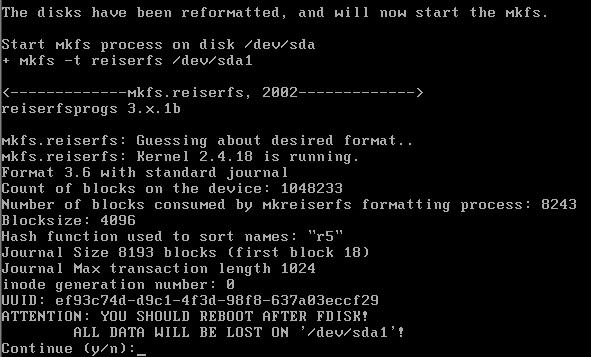 The disks have been reformatted, and will now start the mkfs.
Start mkfs process on disk /dev/sda
+ mkfs -t reiserfs /dev/sda1
<-------------mkfs.reiserfs, 2002------------->
reiserfsprogs 3.x.1b
mkfs.reiserfs: Guessing about desired format..
mkfs.reiserfs: Kernel 2.4.18 is running.
Format 3.6 with standard journal
Count of blocks on the device: 1048233
Number of blocks consumed by mkreiserfs formatting process: 8243
Blocksize: 4096
Hash function used to sort names: "r5"
Journal Size 8193 blocks (first block 18)
Journal Max transaction length 1024
inode generation number: 0
UUID: ef93c74d-d9c1-4f3d-98f8-637a03eccf29
ATTENTION: YOU SHOULD REBOOT AFTER FDISK!
ALL DATA WILL BE LOST ON '/dev/sda1'!
Continue (y/n):_